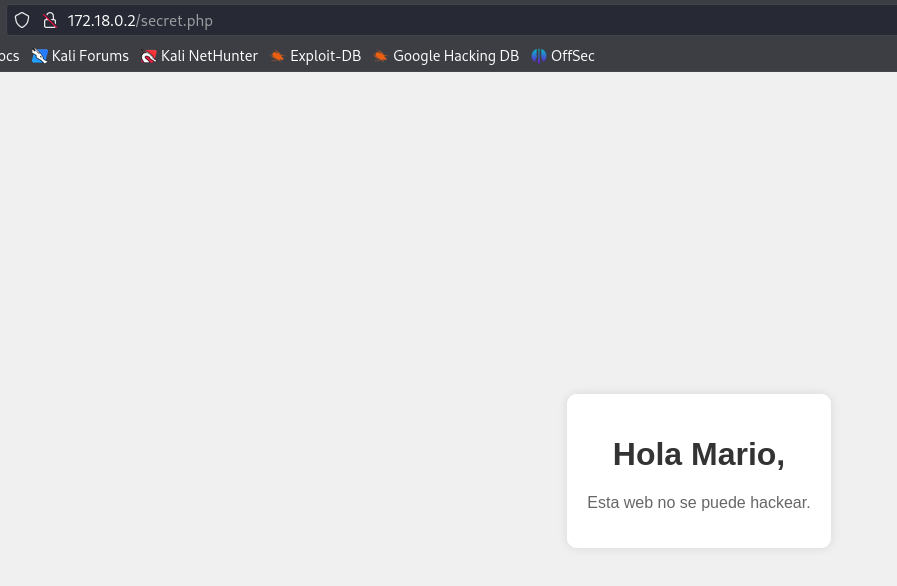 172.18.0.2/secret.php
ocs Kali Forums Kali NetHunter Exploit-DB Google Hacking DB OffSec
Hola Mario,
Esta web no se puede hackear.